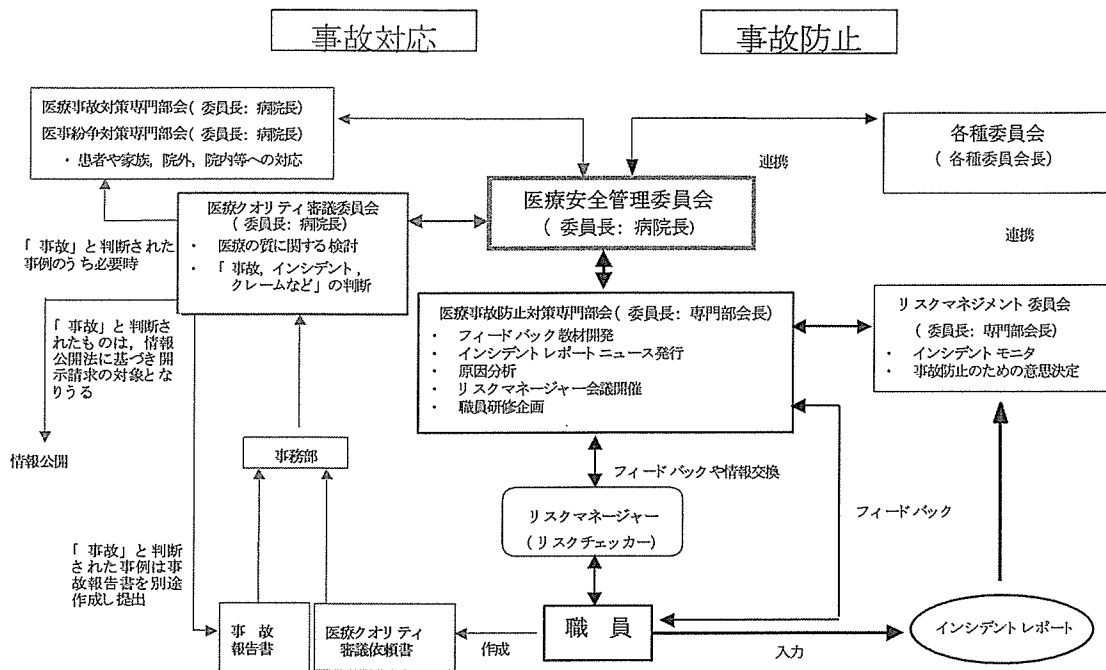 事故対応
事故防止
医療事故対策専門部会( 委員長: 病院長)
医事紛争対策専門部会( 委員長: 病院長)
・ 患者や家族, 院外, 院内等への対応
各種委員会
( 各種委員会長)
連携
医療安全管理委員会
( 委員長: 病院長)
医療クオリティ審議委員会
( 委員長: 病院長)
・ 医療の質に関する検討
・ 「 事故, インシデント,
クレームなど」の判断
「 事故」と判断された
事例のうち必要時
連携
医療事故防止対策専門部会( 委員長: 専門部会長)
・ フィードバック教材開発
・ インシデントレポートニュース発行
・ 原因分析
・ リスクマネージャー会議開催
・ 職員研修企画
リスクマネジメント委員会
( 委員長: 専門部会長)
・ インシデントモニタ
・ 事故防止のための意思決定
「 事故」と判断さ
れたものは, 情報
公開法に基づき開
示請求の対象とな
りうる
情報公開
事務部
フィードバックや情報交換
リスクマネージャー
( リスクチェッカー)
フィードバック
「 事故」と判断
された事例は事
故報告書を別途
作成し提出
事 故
報告書
医療クオリティ
審議依頼書
作成
職 員
入力
インシデントレポート